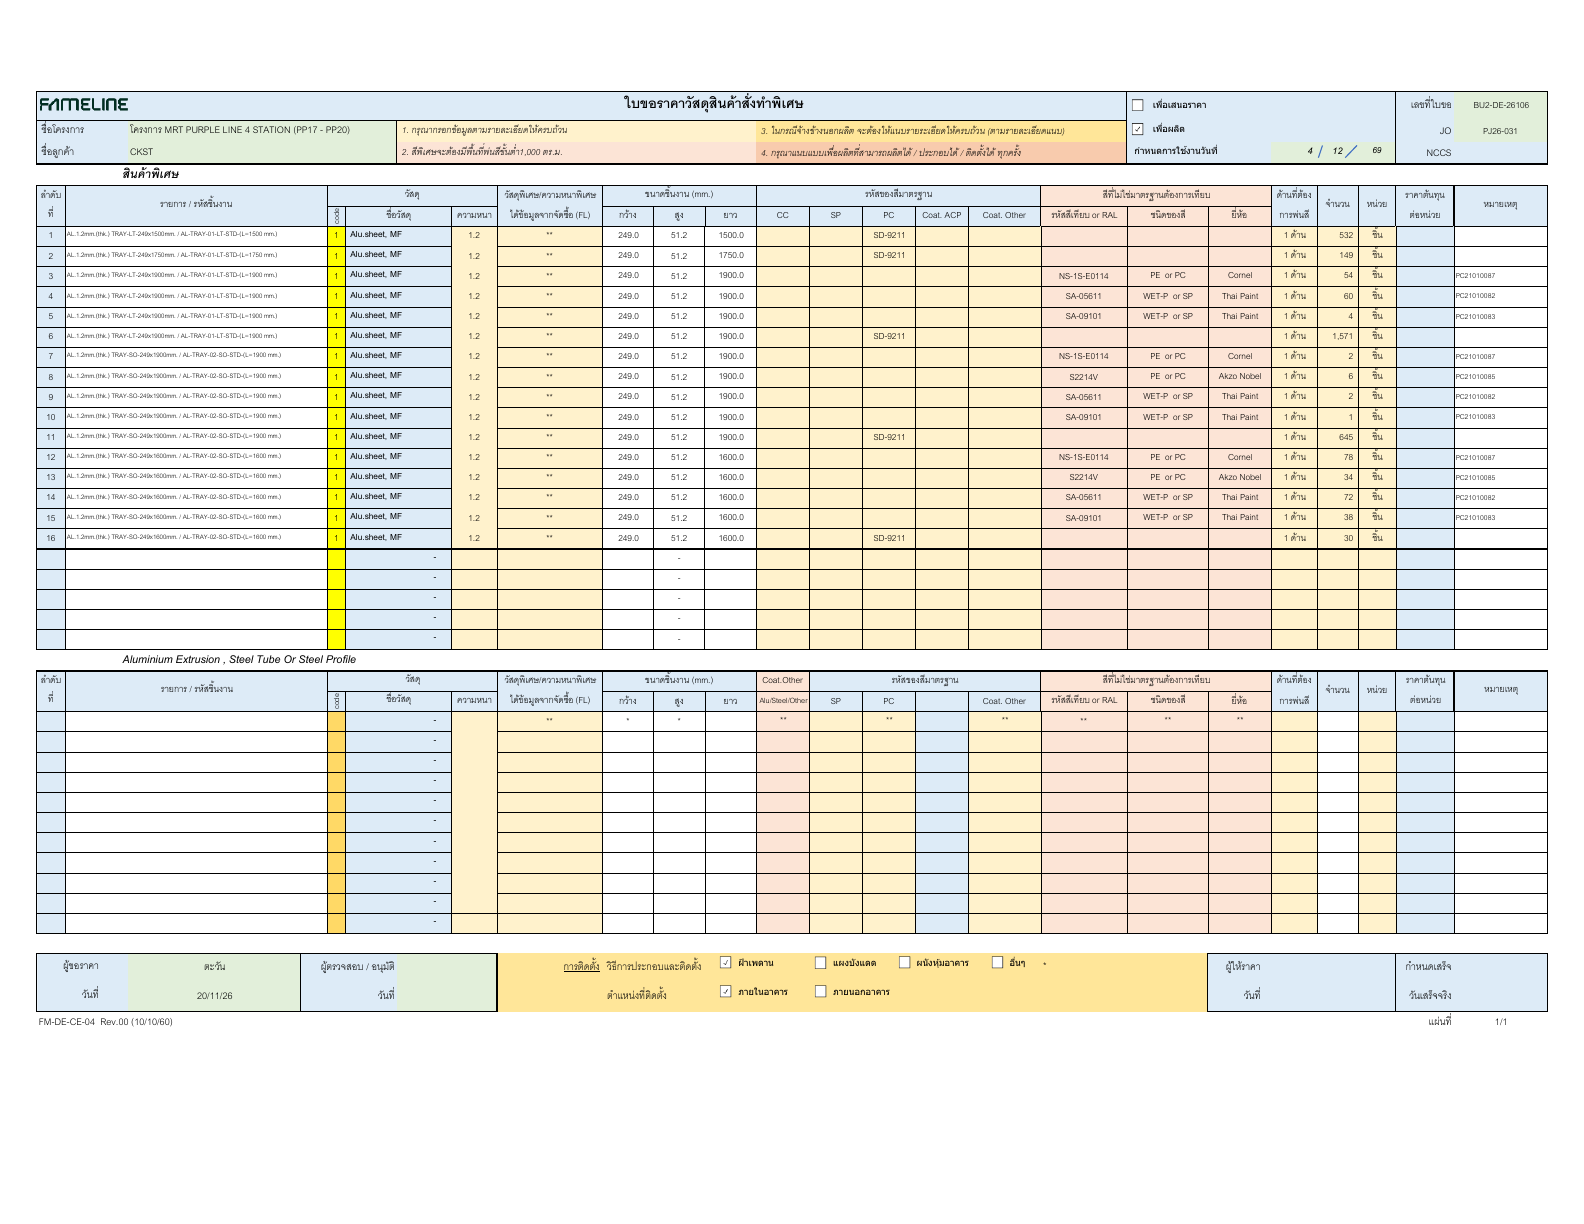 FAMELINE ใบขอราคาวัสดุสินค้าสั่งทำพิเศษ เพื่อเสนอราคา เลขที่ใบขอ BU2-DE-26106
ชื่อโครงการ โครงการ MRT PURPLE LINE 4 STATION (PP17 - PP20) 1. กรุณากรอกข้อมูลตามรายละเอียดให้ครบถ้วน 3. ในกรณีจ้างข้างนอกผลิต จะต้องให้แนบรายระเอียดให้ครบถ้วน (ตามรายละเอียดแนบ) ✓ เพื่อผลิต JO PJ26-031
ชื่อลูกค้า CKST 2. สีพิเศษจะต้องมีพื้นที่พ่นสีขั้นต่ำ1,000 ตร.ม. 4. กรุณาแนบแบบเพื่อผลิตที่สามารถผลิตได้ / ประกอบได้ / ติดตั้งได้ ทุกครั้ง กำหนดการใช้งานวันที่ 4 / 12 / 69 NCCS
สินค้าพิเศษ
ลำดับ วัสดุ วัสดุพิเศษ/ความหนาพิเศษ ขนาดชิ้นงาน (mm.) รหัสของสีมาตรฐาน สีที่ไม่ใช่มาตรฐานต้องการเทียบ ด้านที่ต้อง ราคาต้นทุน
ที่ รายการ / รหัสชิ้นงาน code ชื่อวัสดุ ความหนา ได้ข้อมูลจากจัดซื้อ (FL) กว้าง สูง ยาว CC SP PC Coat. ACP Coat. Other รหัสสีเทียบ or RAL ชนิดของสี ยี่ห้อ การพ่นสี จำนวน หน่วย ต่อหน่วย หมายเหตุ
1 AL.1.2mm.(thk.) TRAY-LT-249x1500mm. / AL-TRAY-01-LT-STD-(L=1500 mm.) 1 Alu.sheet, MF 1.2 ** 249.0 51.2 1500.0 SD-9211 1 ด้าน 532 ชิ้น
2 AL.1.2mm.(thk.) TRAY-LT-249x1750mm. / AL-TRAY-01-LT-STD-(L=1750 mm.) 1 Alu.sheet, MF 1.2 ** 249.0 51.2 1750.0 SD-9211 1 ด้าน 149 ชิ้น
3 AL.1.2mm.(thk.) TRAY-LT-249x1900mm. / AL-TRAY-01-LT-STD-(L=1900 mm.) 1 Alu.sheet, MF 1.2 ** 249.0 51.2 1900.0 NS-1S-E0114 PE or PC Cornel 1 ด้าน 54 ชิ้น PC21010087
4 AL.1.2mm.(thk.) TRAY-LT-249x1900mm. / AL-TRAY-01-LT-STD-(L=1900 mm.) 1 Alu.sheet, MF 1.2 ** 249.0 51.2 1900.0 SA-05611 WET-P or SP Thai Paint 1 ด้าน 60 ชิ้น PC21010082
5 AL.1.2mm.(thk.) TRAY-LT-249x1900mm. / AL-TRAY-01-LT-STD-(L=1900 mm.) 1 Alu.sheet, MF 1.2 ** 249.0 51.2 1900.0 SA-09101 WET-P or SP Thai Paint 1 ด้าน 4 ชิ้น PC21010083
6 AL.1.2mm.(thk.) TRAY-LT-249x1900mm. / AL-TRAY-01-LT-STD-(L=1900 mm.) 1 Alu.sheet, MF 1.2 ** 249.0 51.2 1900.0 SD-9211 1 ด้าน 1,571 ชิ้น
7 AL.1.2mm.(thk.) TRAY-SO-249x1900mm. / AL-TRAY-02-SO-STD-(L=1900 mm.) 1 Alu.sheet, MF 1.2 ** 249.0 51.2 1900.0 NS-1S-E0114 PE or PC Cornel 1 ด้าน 2 ชิ้น PC21010087
8 AL.1.2mm.(thk.) TRAY-SO-249x1900mm. / AL-TRAY-02-SO-STD-(L=1900 mm.) 1 Alu.sheet, MF 1.2 ** 249.0 51.2 1900.0 S2214V PE or PC Akzo Nobel 1 ด้าน 6 ชิ้น PC21010085
9 AL.1.2mm.(thk.) TRAY-SO-249x1900mm. / AL-TRAY-02-SO-STD-(L=1900 mm.) 1 Alu.sheet, MF 1.2 ** 249.0 51.2 1900.0 SA-05611 WET-P or SP Thai Paint 1 ด้าน 2 ชิ้น PC21010082
10 AL.1.2mm.(thk.) TRAY-SO-249x1900mm. / AL-TRAY-02-SO-STD-(L=1900 mm.) 1 Alu.sheet, MF 1.2 ** 249.0 51.2 1900.0 SA-09101 WET-P or SP Thai Paint 1 ด้าน 1 ชิ้น PC21010083
11 AL.1.2mm.(thk.) TRAY-SO-249x1900mm. / AL-TRAY-02-SO-STD-(L=1900 mm.) 1 Alu.sheet, MF 1.2 ** 249.0 51.2 1900.0 SD-9211 1 ด้าน 645 ชิ้น
12 AL.1.2mm.(thk.) TRAY-SO-249x1600mm. / AL-TRAY-02-SO-STD-(L=1600 mm.) 1 Alu.sheet, MF 1.2 ** 249.0 51.2 1600.0 NS-1S-E0114 PE or PC Cornel 1 ด้าน 78 ชิ้น PC21010087
13 AL.1.2mm.(thk.) TRAY-SO-249x1600mm. / AL-TRAY-02-SO-STD-(L=1600 mm.) 1 Alu.sheet, MF 1.2 ** 249.0 51.2 1600.0 S2214V PE or PC Akzo Nobel 1 ด้าน 34 ชิ้น PC21010085
14 AL.1.2mm.(thk.) TRAY-SO-249x1600mm. / AL-TRAY-02-SO-STD-(L=1600 mm.) 1 Alu.sheet, MF 1.2 ** 249.0 51.2 1600.0 SA-05611 WET-P or SP Thai Paint 1 ด้าน 72 ชิ้น PC21010082
15 AL.1.2mm.(thk.) TRAY-SO-249x1600mm. / AL-TRAY-02-SO-STD-(L=1600 mm.) 1 Alu.sheet, MF 1.2 ** 249.0 51.2 1600.0 SA-09101 WET-P or SP Thai Paint 1 ด้าน 38 ชิ้น PC21010083
16 AL.1.2mm.(thk.) TRAY-SO-249x1600mm. / AL-TRAY-02-SO-STD-(L=1600 mm.) 1 Alu.sheet, MF 1.2 ** 249.0 51.2 1600.0 SD-9211 1 ด้าน 30 ชิ้น
- -
- -
- -
- -
- -
Aluminium Extrusion , Steel Tube Or Steel Profile
ลำดับ วัสดุ วัสดุพิเศษ/ความหนาพิเศษ ขนาดชิ้นงาน (mm.) Coat.Other รหัสของสีมาตรฐาน สีที่ไม่ใช่มาตรฐานต้องการเทียบ ด้านที่ต้อง ราคาต้นทุน
ที่ รายการ / รหัสชิ้นงาน code ชื่อวัสดุ ความหนา ได้ข้อมูลจากจัดซื้อ (FL) กว้าง สูง ยาว Alu/Steel/Other SP PC Coat. Other รหัสสีเทียบ or RAL ชนิดของสี ยี่ห้อ การพ่นสี จำนวน หน่วย ต่อหน่วย หมายเหตุ
- ** * * ** ** ** ** ** **
-
-
-
-
-
-
-
-
-
-
ผู้ขอราคา ตะวัน ผู้ตรวจสอบ / อนุมัติ การติดตั้ง วิธีการประกอบและติดตั้ง ✓ ฝ้าเพดาน แผงบังแดด ผนังหุ้มอาคาร อื่นๆ * ผู้ให้ราคา กำหนดเสร็จ
วันที่ 20/11/26 วันที่ ตำแหน่งที่ติดตั้ง ✓ ภายในอาคาร ภายนอกอาคาร วันที่ วันเสร็จจริง
FM-DE-CE-04 Rev.00 (10/10/60) แผ่นที่ 1/1